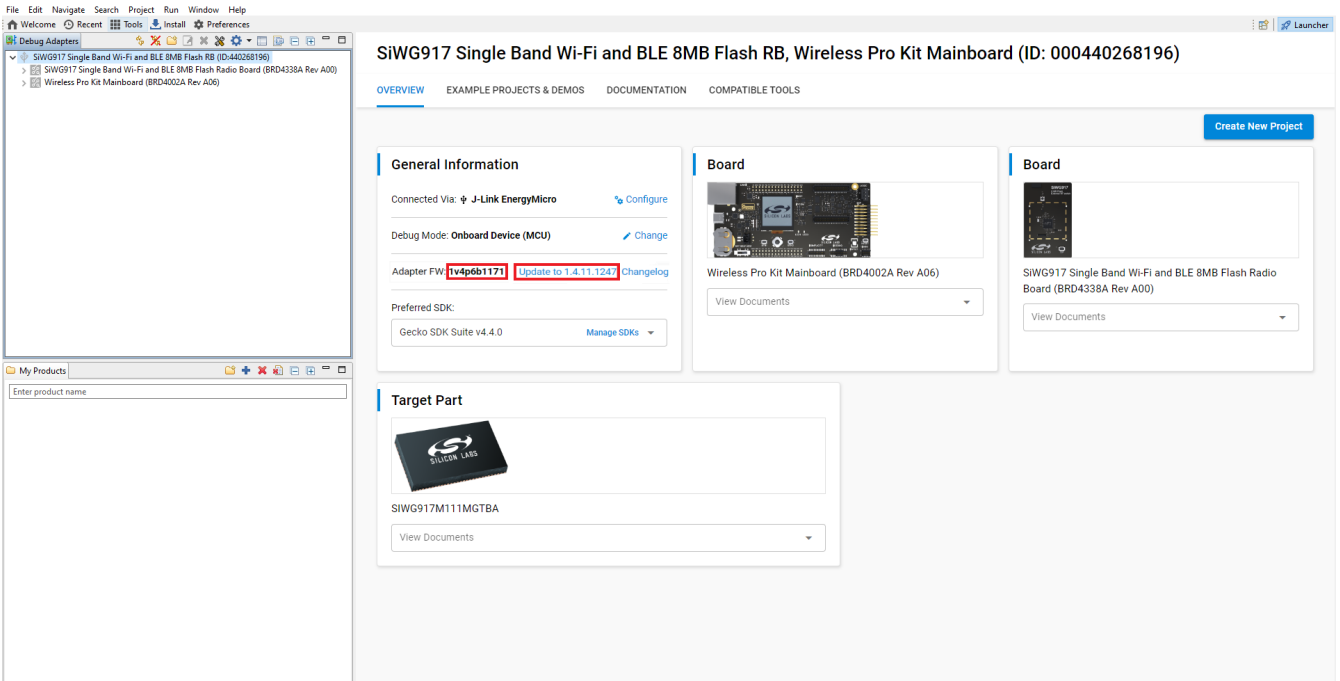 File Edit Navigate Search Project Run Window Help
Welcome Recent Tools Install Preferences
Launcher
Debug Adapters
SiWG917 Single Band Wi-Fi and BLE 8MB Flash RB (ID:440268196)
SiWG917 Single Band Wi-Fi and BLE 8MB Flash Radio Board (BRD4338A Rev A00)
Wireless Pro Kit Mainboard (BRD4002A Rev A06)
My Products
Enter product name
SiWG917 Single Band Wi-Fi and BLE 8MB Flash RB, Wireless Pro Kit Mainboard (ID: 000440268196)
OVERVIEW EXAMPLE PROJECTS & DEMOS DOCUMENTATION COMPATIBLE TOOLS
Create New Project
General Information
Connected Via: J-Link EnergyMicro Configure
Debug Mode: Onboard Device (MCU) Change
Adapter FW: 1v4p6b1171 Update to 1.4.11.1247 Changelog
Preferred SDK:
Gecko SDK Suite v4.4.0 Manage SDKs
Board
SILICON LABS
Wireless Pro Kit Mainboard (BRD4002A Rev A06)
View Documents
Board
SiWG917
SiWG917 Single Band Wi-Fi and BLE 8MB Flash Radio
Board (BRD4338A Rev A00)
View Documents
Target Part
SILICON LABS
SIWG917M111MGTBA
View Documents